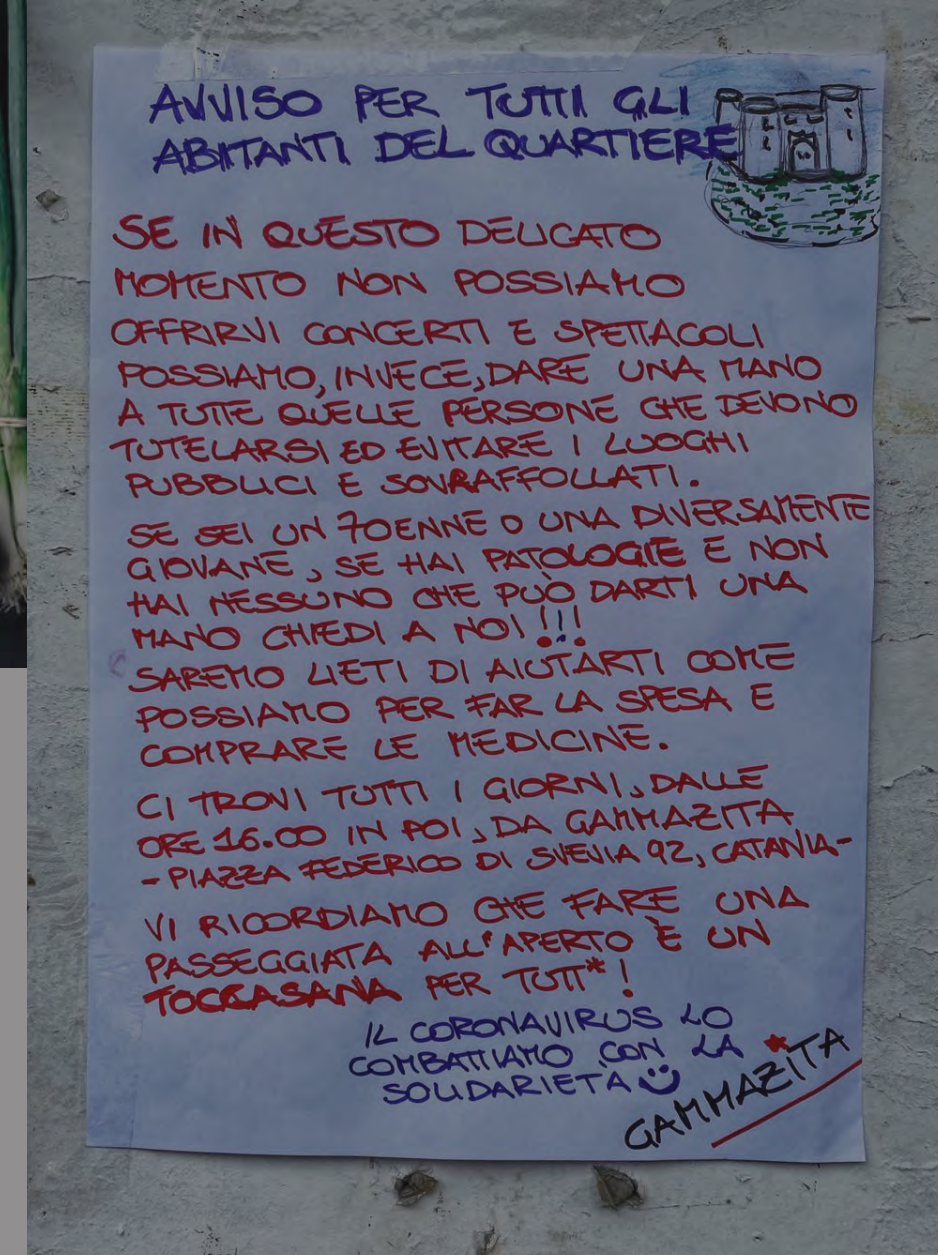 AVVISO PER TUTTI GLI
ABITANTI DEL QUARTIERE
SE IN QUESTO DELICATO
MOMENTO NON POSSIAMO
OFFRIRVI CONCERTI E SPETTACOLI
POSSIAMO, INVECE, DARE UNA MANO
A TUTTE QUELLE PERSONE CHE DEVONO
TUTELARSI ED EVITARE I LUOGHI
PUBBLICI E SOVRAFFOLLATI.
SE SEI UN 70ENNE O UNA DIVERSAMENTE
GIOVANE, SE HAI PATOLOGIE E NON
HAI NESSUNO CHE PUÒ DARTI UNA
MANO CHIEDI A NOI!!!
SAREMO LIETI DI AIUTARTI COME
POSSIAMO PER FAR LA SPESA E
COMPRARE LE MEDICINE.
CI TROVI TUTTI I GIORNI, DALLE
ORE 16.00 IN POI, DA GAMMAZITA
- PIAZZA FEDERICO DI SVEVIA 92, CATANIA -
VI RICORDIAMO CHE FARE UNA
PASSEGGIATA ALL'APERTO È UN
TOCCASANA PER TUTT*!
IL CORONAVIRUS LO
COMBATTIAMO CON LA
SOLIDARIETA
GAMMAZITA